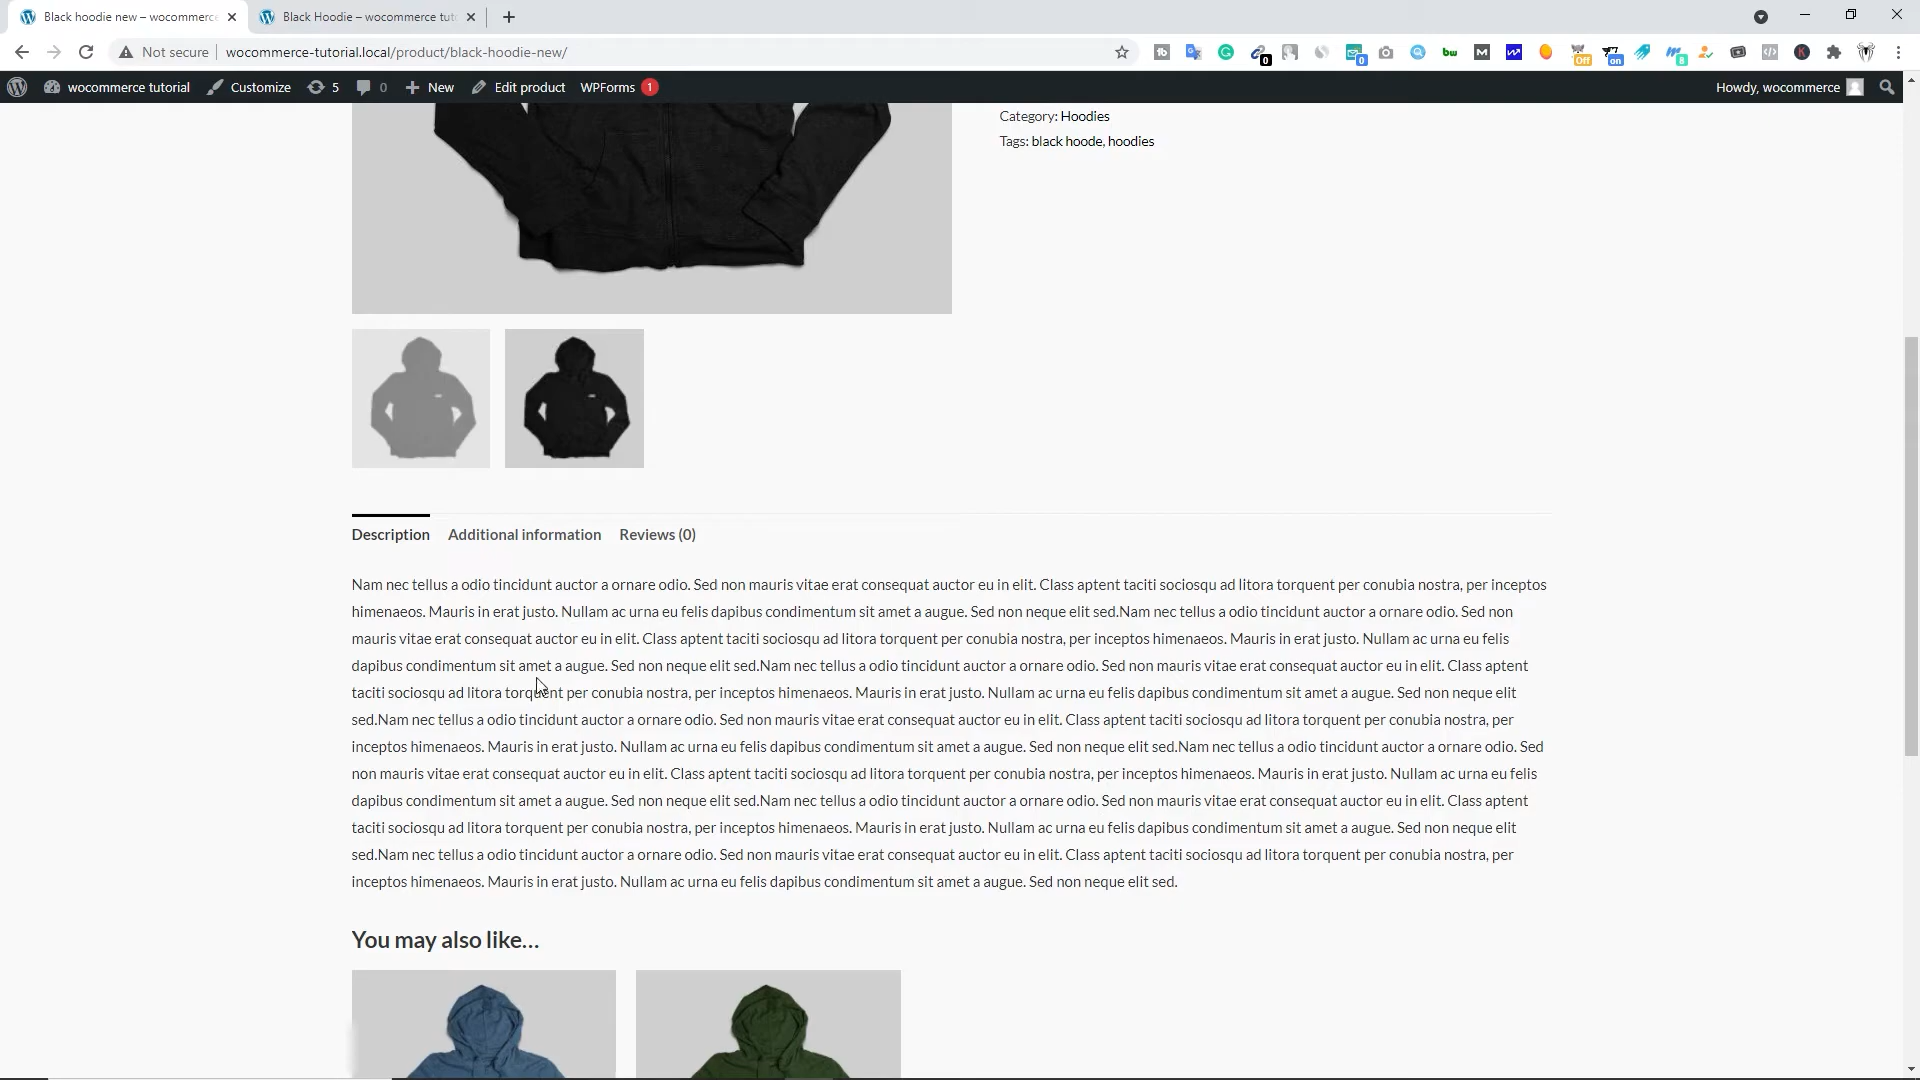 Black hoodie new – wocommerce
Black Hoodie – wocommerce tut
Not secure
wocommerce-tutorial.local/product/black-hoodie-new/
0
0
bw
M
Off
on
8
K
wocommerce tutorial
Customize
5
0
New
Edit product
WPForms
1
Howdy, wocommerce
Category: Hoodies
Tags: black hoode, hoodies
Description
Additional information
Reviews (0)
Nam nec tellus a odio tincidunt auctor a ornare odio. Sed non mauris vitae erat consequat auctor eu in elit. Class aptent taciti sociosqu ad litora torquent per conubia nostra, per inceptos
himenaeos. Mauris in erat justo. Nullam ac urna eu felis dapibus condimentum sit amet a augue. Sed non neque elit sed.Nam nec tellus a odio tincidunt auctor a ornare odio. Sed non
mauris vitae erat consequat auctor eu in elit. Class aptent taciti sociosqu ad litora torquent per conubia nostra, per inceptos himenaeos. Mauris in erat justo. Nullam ac urna eu felis
dapibus condimentum sit amet a augue. Sed non neque elit sed.Nam nec tellus a odio tincidunt auctor a ornare odio. Sed non mauris vitae erat consequat auctor eu in elit. Class aptent
taciti sociosqu ad litora torquent per conubia nostra, per inceptos himenaeos. Mauris in erat justo. Nullam ac urna eu felis dapibus condimentum sit amet a augue. Sed non neque elit
sed.Nam nec tellus a odio tincidunt auctor a ornare odio. Sed non mauris vitae erat consequat auctor eu in elit. Class aptent taciti sociosqu ad litora torquent per conubia nostra, per
inceptos himenaeos. Mauris in erat justo. Nullam ac urna eu felis dapibus condimentum sit amet a augue. Sed non neque elit sed.Nam nec tellus a odio tincidunt auctor a ornare odio. Sed
non mauris vitae erat consequat auctor eu in elit. Class aptent taciti sociosqu ad litora torquent per conubia nostra, per inceptos himenaeos. Mauris in erat justo. Nullam ac urna eu felis
dapibus condimentum sit amet a augue. Sed non neque elit sed.Nam nec tellus a odio tincidunt auctor a ornare odio. Sed non mauris vitae erat consequat auctor eu in elit. Class aptent
taciti sociosqu ad litora torquent per conubia nostra, per inceptos himenaeos. Mauris in erat justo. Nullam ac urna eu felis dapibus condimentum sit amet a augue. Sed non neque elit
sed.Nam nec tellus a odio tincidunt auctor a ornare odio. Sed non mauris vitae erat consequat auctor eu in elit. Class aptent taciti sociosqu ad litora torquent per conubia nostra, per
inceptos himenaeos. Mauris in erat justo. Nullam ac urna eu felis dapibus condimentum sit amet a augue. Sed non neque elit sed.
You may also like…